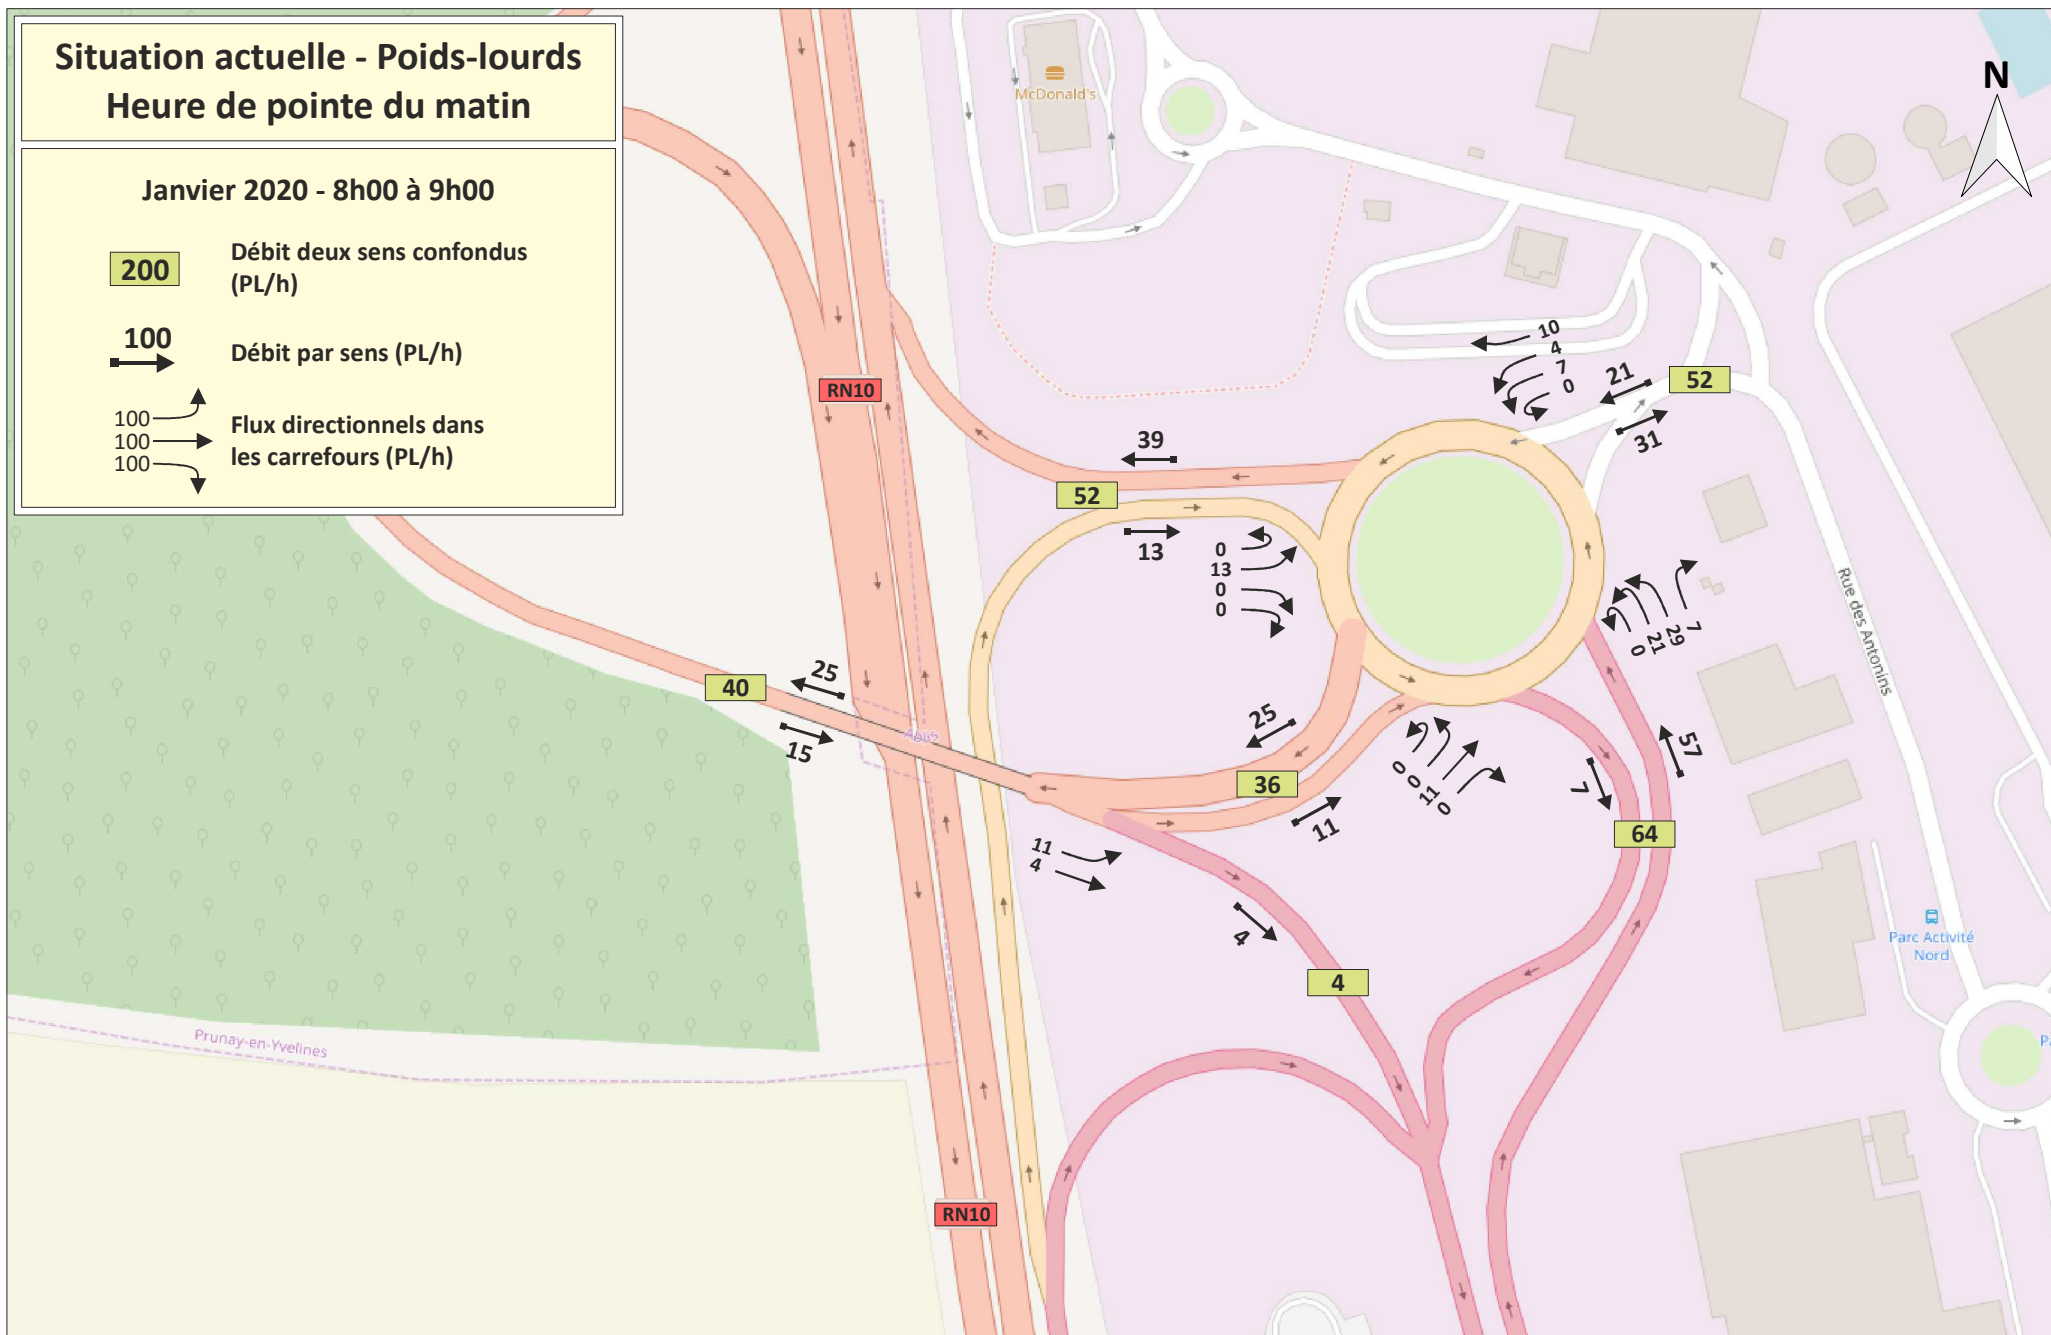 Situation actuelle - Poids-lourds
Heure de pointe du matin
Janvier 2020 - 8h00 à 9h00
200
Débit deux sens confondus
(PL/h)
100
Débit par sens (PL/h)
100
100
100
Flux directionnels dans
les carrefours (PL/h)
N
McDonald's
RN10
10
4
7
0
21
52
31
39
52
13
0
13
0
0
7
29
21
0
Rue des Antonins
25
40
15
25
36
11
0
0
11
0
57
7
64
11
4
4
4
Parc Activité
Nord
Prunay-en-Yvelines
RN10